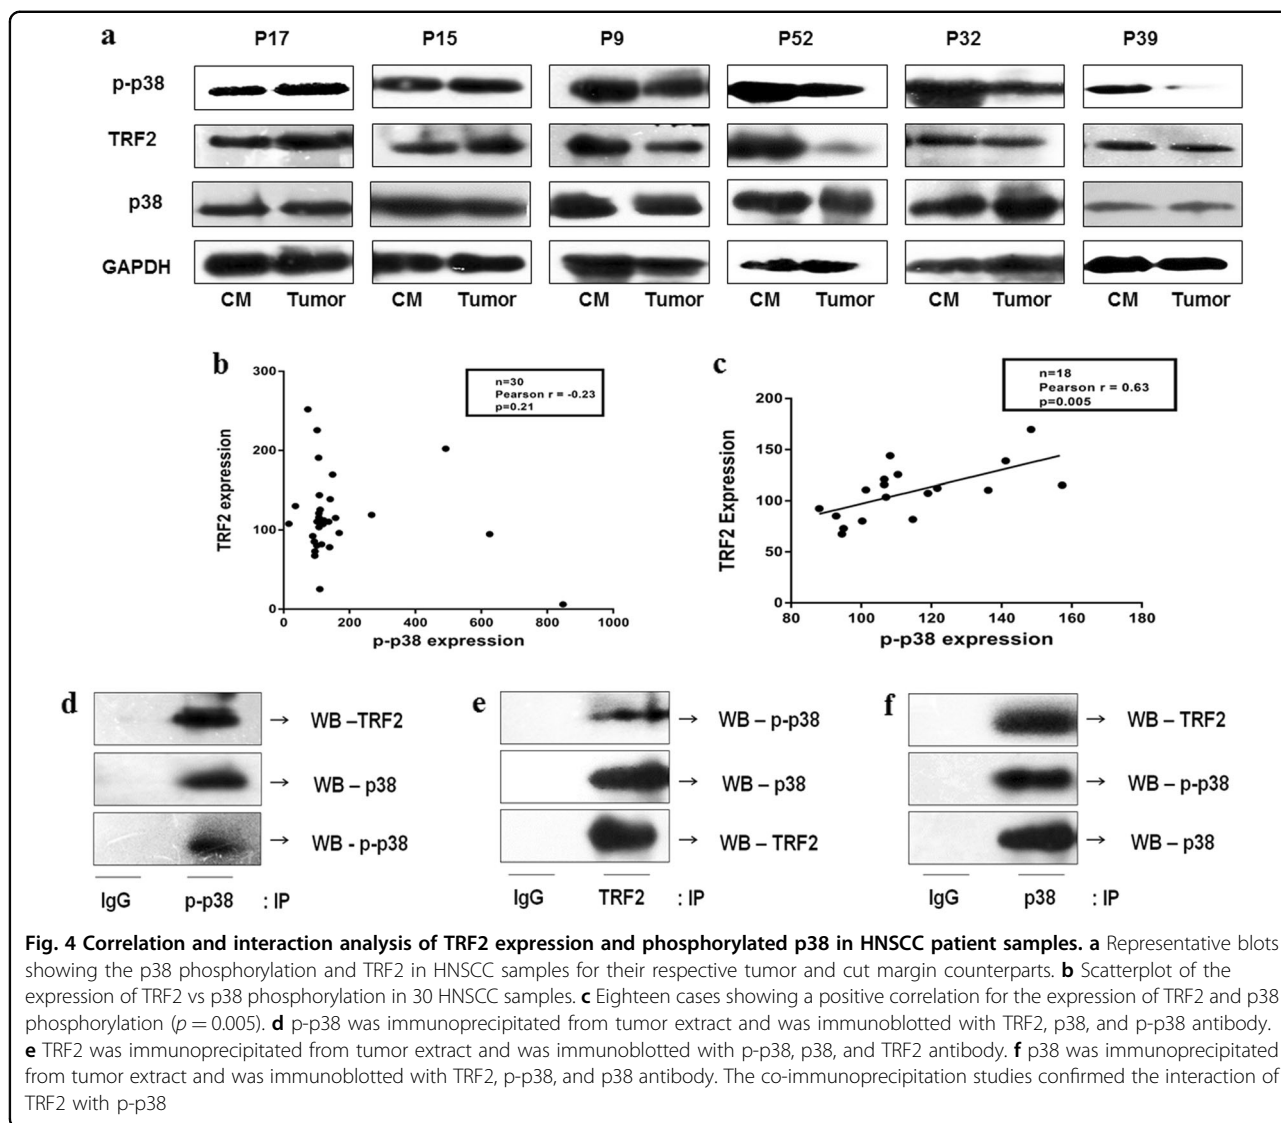 a
P17 P15 P9 P52 P32 P39
p-p38
TRF2
p38
GAPDH
CM Tumor CM Tumor CM Tumor CM Tumor CM Tumor CM Tumor
b
n=30
Pearson r = -0.23
p=0.21
300
200
100
0
TRF2 expression
0 200 400 600 800 1000
p-p38 expression
c
n=18
Pearson r = 0.63
p=0.005
200
150
100
50
0
TRF2 Expression
80 100 120 140 160 180
p-p38 expression
d
→ WB –TRF2
→ WB – p38
→ WB - p-p38
IgG p-p38 : IP
e
→ WB – p-p38
→ WB – p38
→ WB – TRF2
IgG TRF2 : IP
f
→ WB – TRF2
→ WB – p-p38
→ WB – p38
IgG p38 : IP
Fig. 4 Correlation and interaction analysis of TRF2 expression and phosphorylated p38 in HNSCC patient samples. a Representative blots
showing the p38 phosphorylation and TRF2 in HNSCC samples for their respective tumor and cut margin counterparts. b Scatterplot of the
expression of TRF2 vs p38 phosphorylation in 30 HNSCC samples. c Eighteen cases showing a positive correlation for the expression of TRF2 and p38
phosphorylation (p = 0.005). d p-p38 was immunoprecipitated from tumor extract and was immunoblotted with TRF2, p38, and p-p38 antibody.
e TRF2 was immunoprecipitated from tumor extract and was immunoblotted with p-p38, p38, and TRF2 antibody. f p38 was immunoprecipitated
from tumor extract and was immunoblotted with TRF2, p-p38, and p38 antibody. The co-immunoprecipitation studies confirmed the interaction of
TRF2 with p-p38